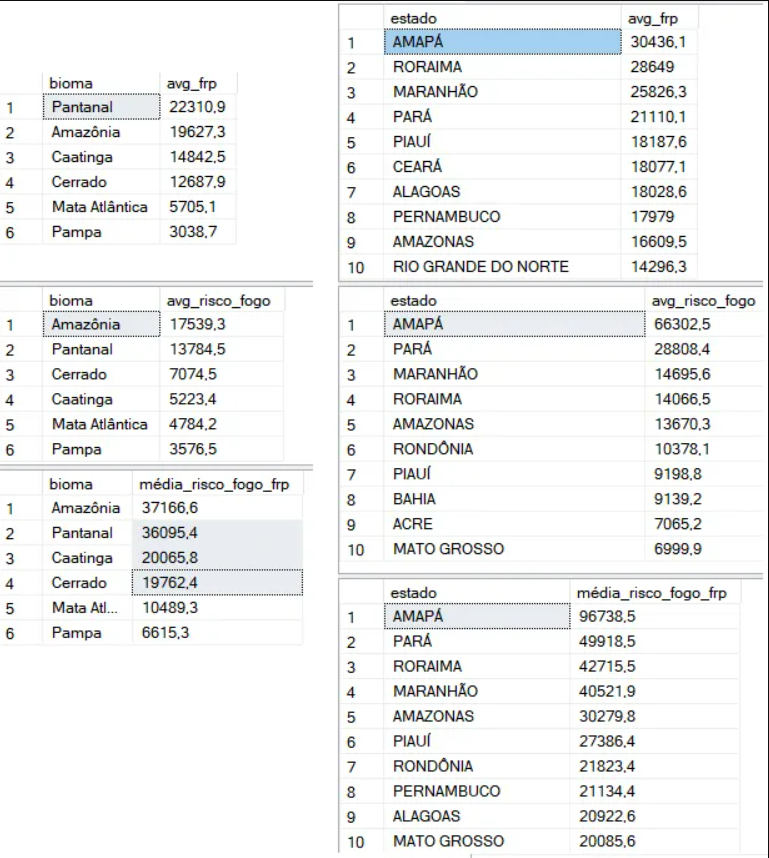 bioma avg_frp
1 Pantanal 22310,9
2 Amazônia 19627,3
3 Caatinga 14842,5
4 Cerrado 12687,9
5 Mata Atlântica 5705,1
6 Pampa 3038,7
bioma avg_risco_fogo
1 Amazônia 17539,3
2 Pantanal 13784,5
3 Cerrado 7074,5
4 Caatinga 5223,4
5 Mata Atlântica 4784,2
6 Pampa 3576,5
bioma média_risco_fogo_frp
1 Amazônia 37166,6
2 Pantanal 36095,4
3 Caatinga 20065,8
4 Cerrado 19762,4
5 Mata Atl... 10489,3
6 Pampa 6615,3
estado avg_frp
1 AMAPÁ 30436,1
2 RORAIMA 28649
3 MARANHÃO 25826,3
4 PARÁ 21110,1
5 PIAUÍ 18187,6
6 CEARÁ 18077,1
7 ALAGOAS 18028,6
8 PERNAMBUCO 17979
9 AMAZONAS 16609,5
10 RIO GRANDE DO NORTE 14296,3
estado avg_risco_fogo
1 AMAPÁ 66302,5
2 PARÁ 28808,4
3 MARANHÃO 14695,6
4 RORAIMA 14066,5
5 AMAZONAS 13670,3
6 RONDÔNIA 10378,1
7 PIAUÍ 9198,8
8 BAHIA 9139,2
9 ACRE 7065,2
10 MATO GROSSO 6999,9
estado média_risco_fogo_frp
1 AMAPÁ 96738,5
2 PARÁ 49918,5
3 RORAIMA 42715,5
4 MARANHÃO 40521,9
5 AMAZONAS 30279,8
6 PIAUÍ 27386,4
7 RONDÔNIA 21823,4
8 PERNAMBUCO 21134,4
9 ALAGOAS 20922,6
10 MATO GROSSO 20085,6